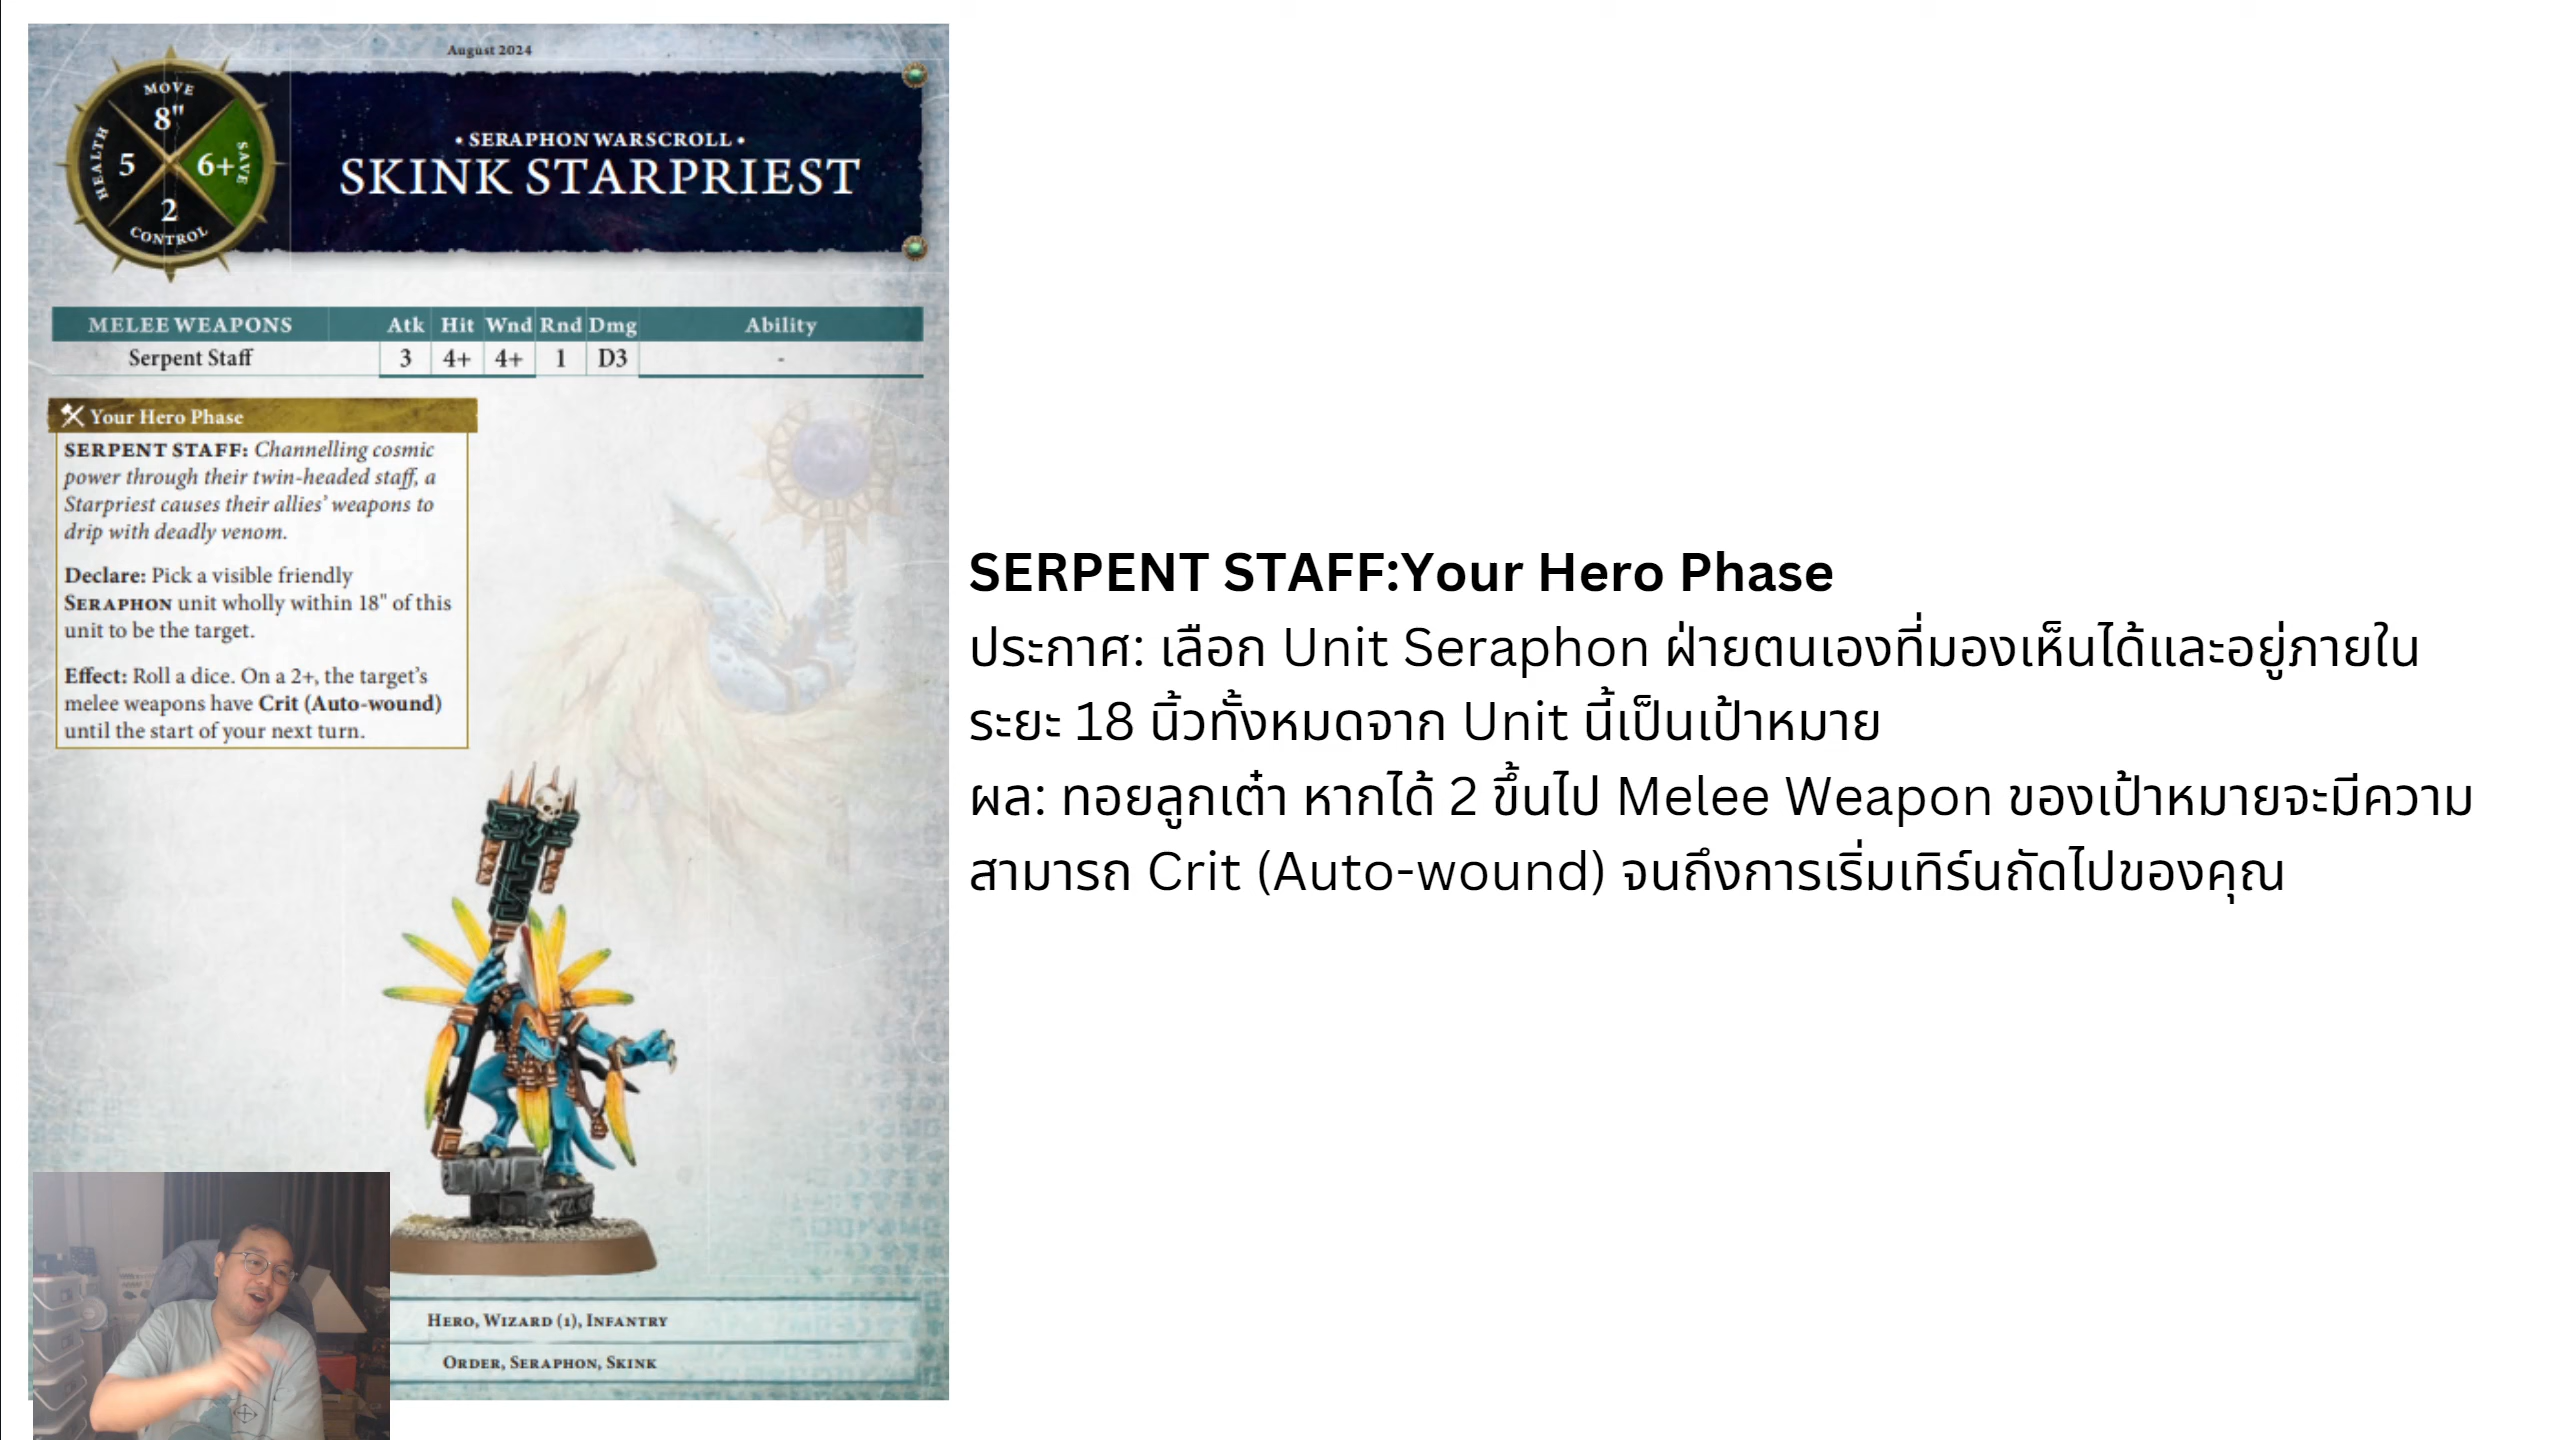 August 2024
MOVE
8"
HEALTH
5
6+
SAVE
2
CONTROL
• SERAPHON WARSCROLL •
SKINK STARPRIEST
MELEE WEAPONS Atk Hit Wnd Rnd Dmg Ability
Serpent Staff 3 4+ 4+ 1 D3 -
Your Hero Phase
SERPENT STAFF: Channelling cosmic
power through their twin-headed staff, a
Starpriest causes their allies' weapons to
drip with deadly venom.
Declare: Pick a visible friendly
SERAPHON unit wholly within 18" of this
unit to be the target.
Effect: Roll a dice. On a 2+, the target's
melee weapons have Crit (Auto-wound)
until the start of your next turn.
HERO, WIZARD (1), INFANTRY
ORDER, SERAPHON, SKINK
SERPENT STAFF:Your Hero Phase
ประกาศ: เลือก Unit Seraphon ฝ่ายตนเองที่มองเห็นได้และอยู่ภายใน
ระยะ 18 นิ้วทั้งหมดจาก Unit นี้เป็นเป้าหมาย
ผล: ทอยลูกเต๋า หากได้ 2 ขึ้นไป Melee Weapon ของเป้าหมายจะมีความ
สามารถ Crit (Auto-wound) จนถึงการเริ่มเทิร์นถัดไปของคุณ